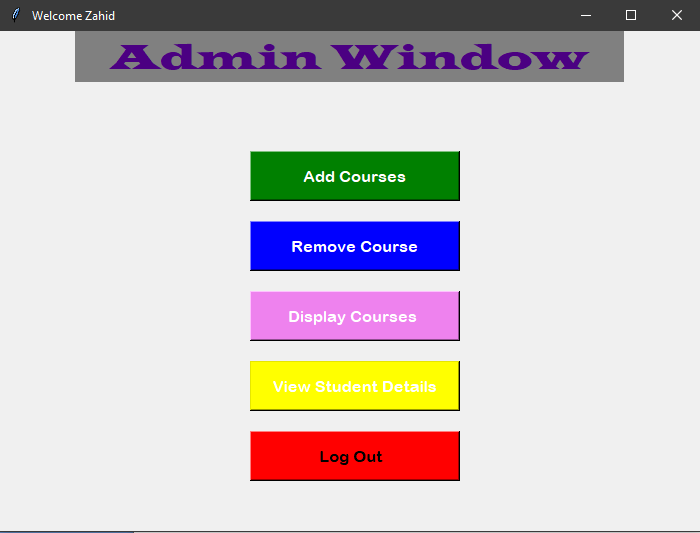 Welcome Zahid
Admin Window
Add Courses
Remove Course
Display Courses
View Student Details
Log Out